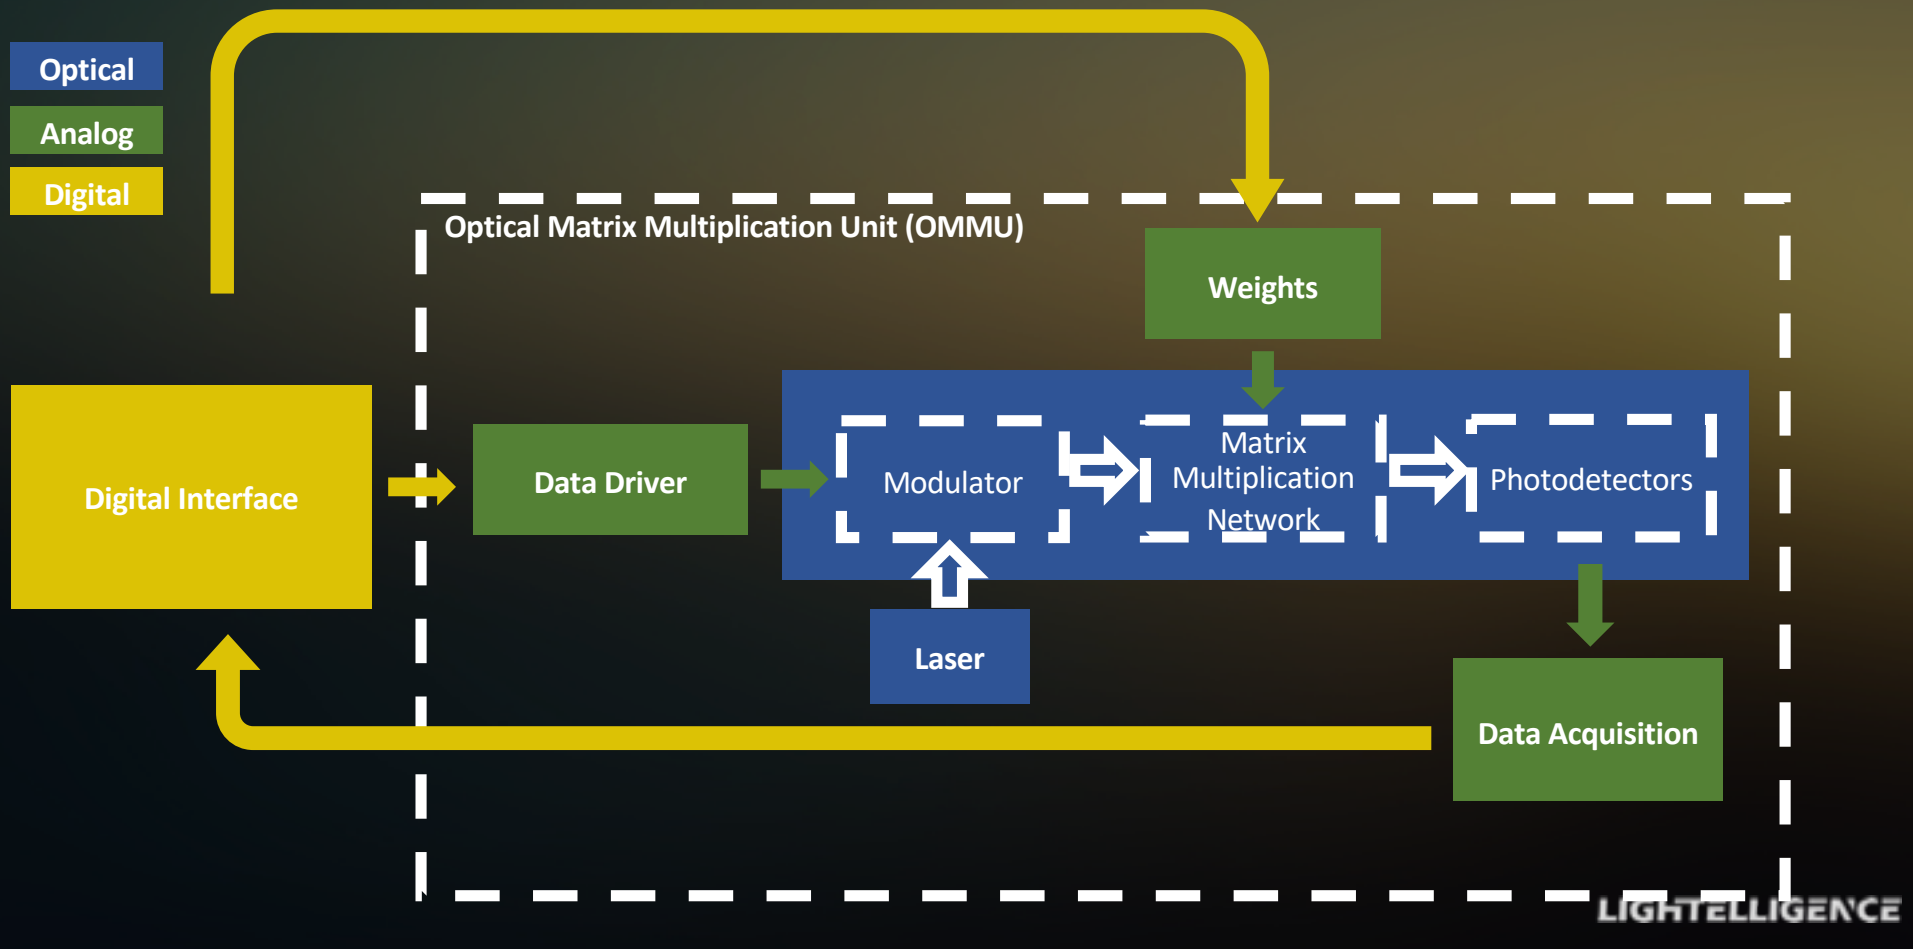 Optical
Analog
Digital
Optical Matrix Multiplication Unit (OMMU)
Weights
Digital Interface
Data Driver
Modulator
Matrix
Multiplication
Network
Photodetectors
Laser
Data Acquisition
LIGHTELLIGENCE